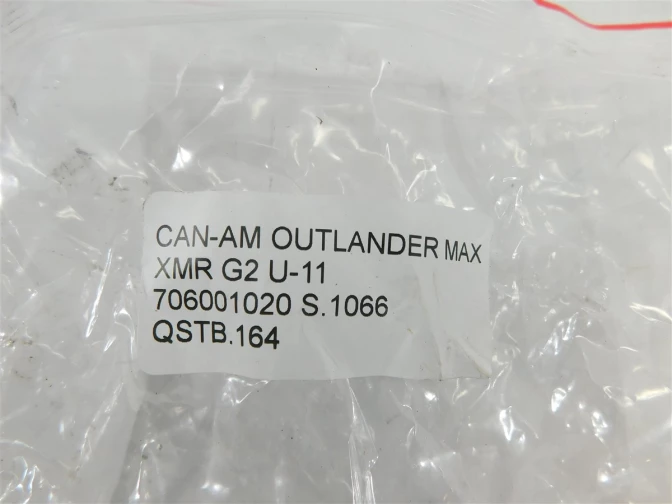 CAN-AM OUTLANDER MAX
XMR G2 U-11
706001020 S.1066
QSTB.164